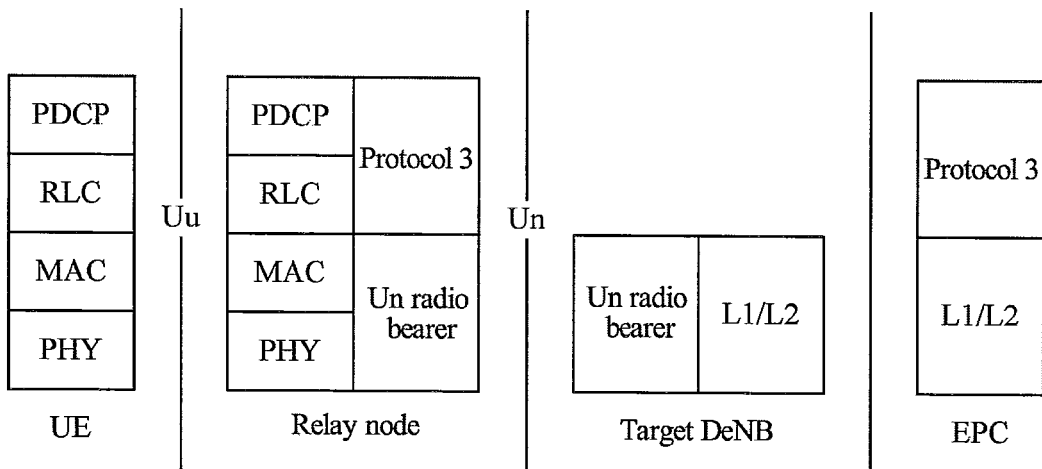 PDCP
RLC
MAC
PHY
UE
Uu
PDCP
RLC
MAC
PHY
Protocol 3
Un radio
bearer
Relay node
Un
Un radio
bearer
L1/L2
Target DeNB
Protocol 3
L1/L2
EPC